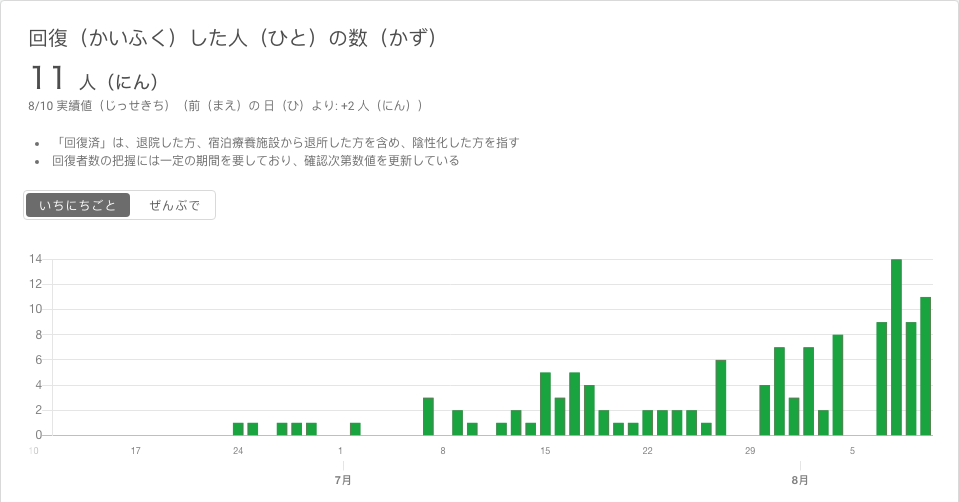 回復（かいふく）した人（ひと）の数（かず）
11 人（にん）
8/10 実績値（じっせきち）（前（まえ）の 日（ひ）より: +2 人（にん））
• 「回復済」は、退院した方、宿泊療養施設から退所した方を含め、陰性化した方を指す
• 回復者数の把握には一定の期間を要しており、確認次第数値を更新している
いちにちごと ぜんぶで
14
12
10
8
6
4
2
0
10 17 24 1 8 15 22 29 5
7月 8月